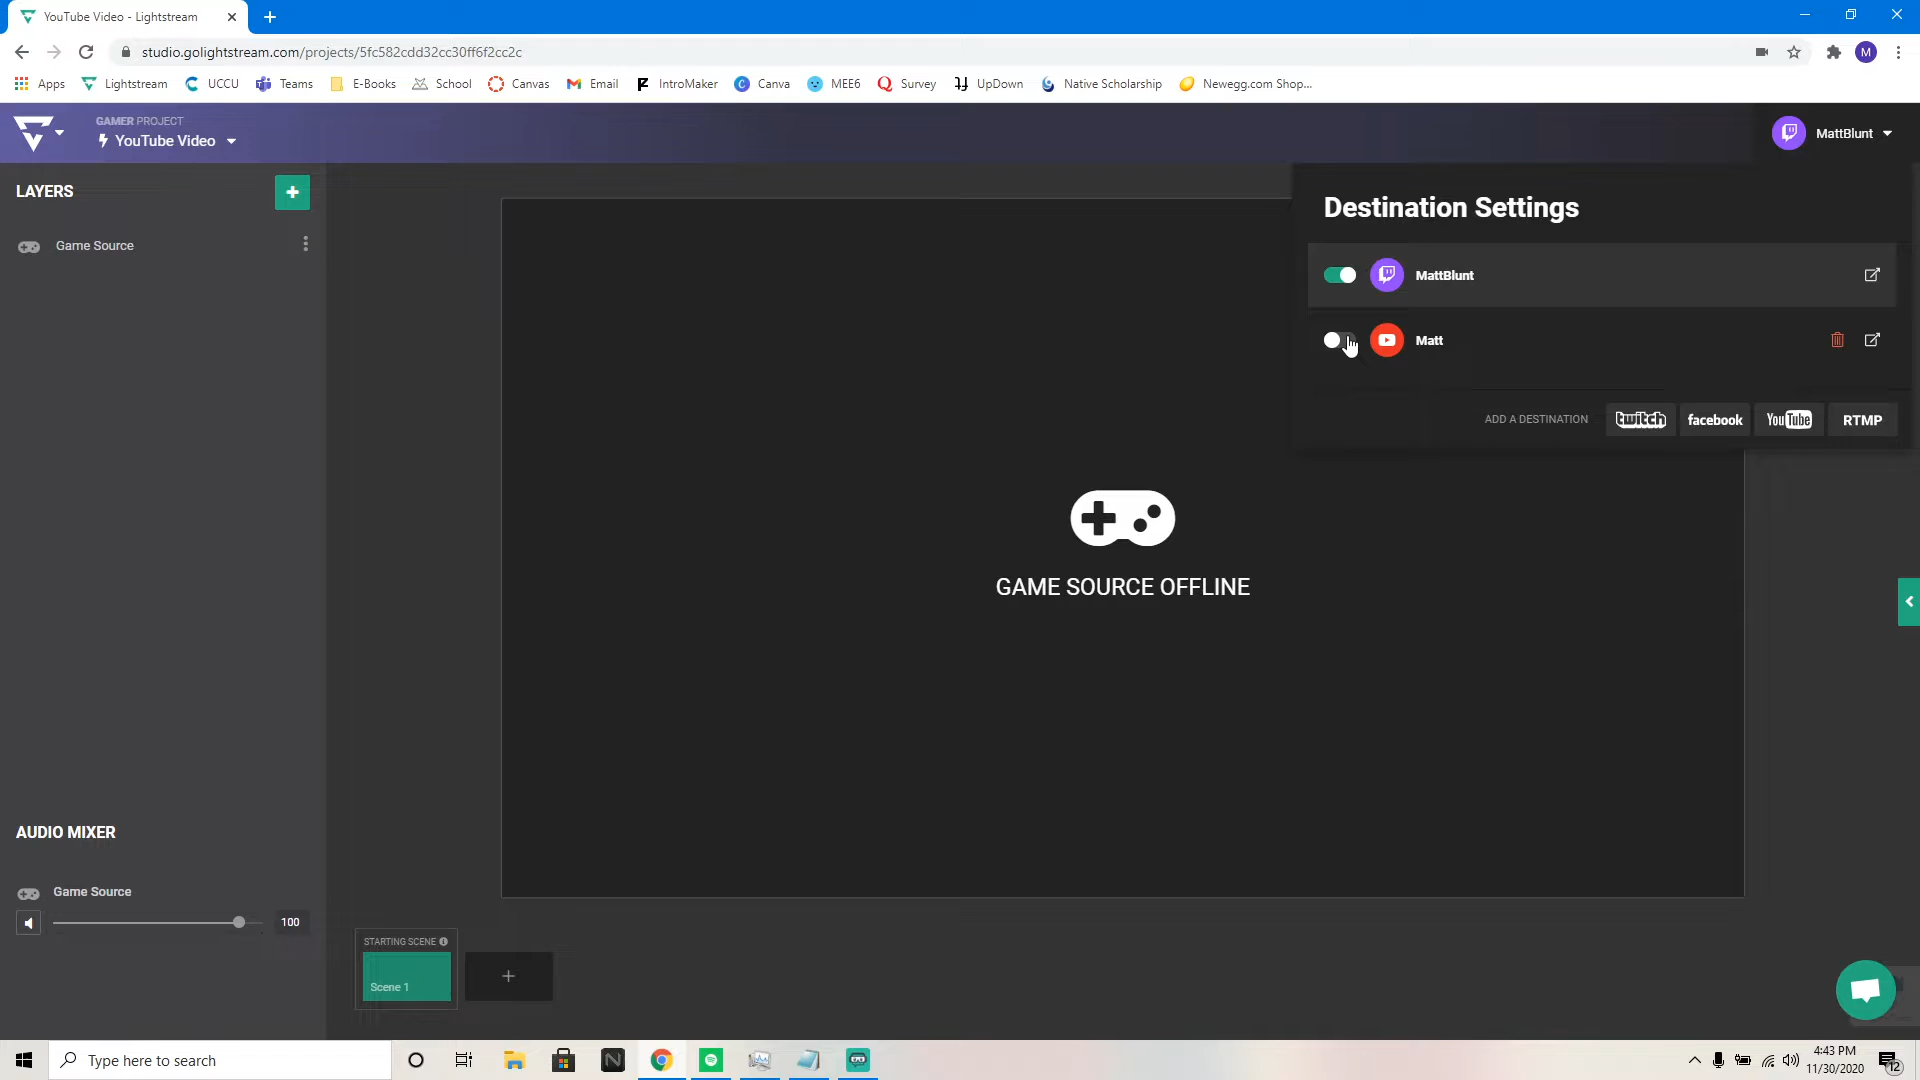 YouTube Video - Lightstream
studio.golightstream.com/projects/5fc582cdd32cc30ff6f2cc2c
M
Apps
Lightstream
UCCU
Teams
E-Books
School
Canvas
Email
IntroMaker
Canva
MEE6
Survey
UpDown
Native Scholarship
Newegg.com Shop...
GAMER PROJECT
YouTube Video
MattBlunt
LAYERS
Game Source
Destination Settings
MattBlunt
Matt
ADD A DESTINATION
twitch
facebook
YouTube
RTMP
GAME SOURCE OFFLINE
AUDIO MIXER
Game Source
100
STARTING SCENE
Scene 1
Type here to search
4:43 PM
11/30/2020
12